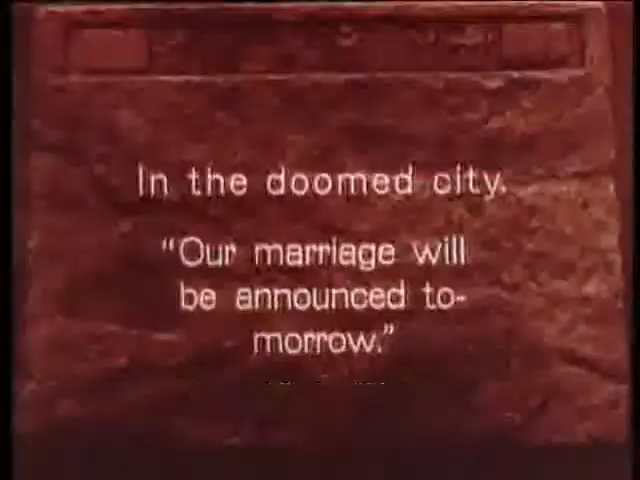 In the doomed city.
"Our marriage will
be announced to-
morrow."